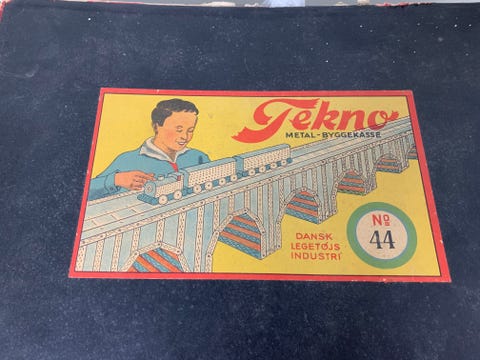 Tekno
METAL-BYGGEKASSE
DANSK
LEGETØJS
INDUSTRI
No
44